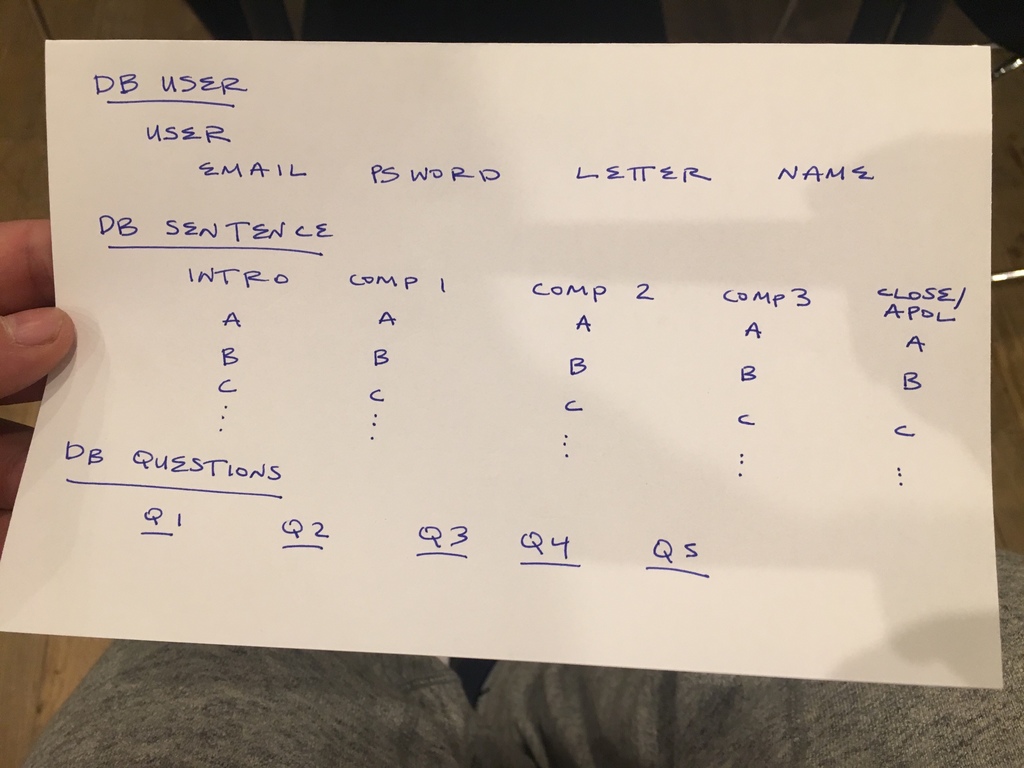 DB USER
USER
EMAIL PSWORD LETTER NAME
DB SENTENCE
INTRO COMP 1 COMP 2 COMP 3 CLOSE/
APOL
A A A A A
B B B B B
C C C C C
⋮ ⋮ ⋮ ⋮ ⋮
DB QUESTIONS
Q1 Q2 Q3 Q4 Q5